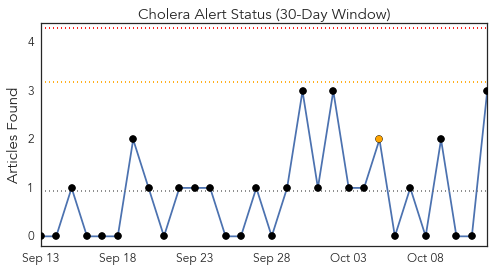 Cholera Alert Status (30-Day Window)
Articles Found
4
3
2
1
0
Sep 13
Sep 18
Sep 23
Sep 28
Oct 03
Oct 08